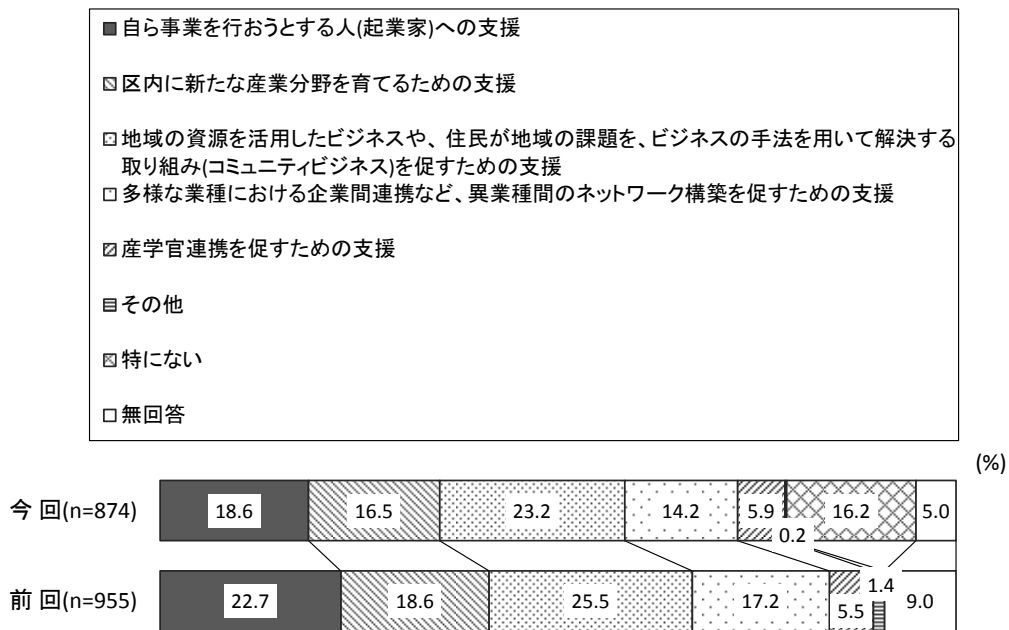 自ら事業を行おうとする人(起業家)への支援
区内に新たな産業分野を育てるための支援
地域の資源を活用したビジネスや、住民が地域の課題を、ビジネスの手法を用いて解決する
取り組み(コミュニティビジネス)を促すための支援
多様な業種における企業間連携など、異業種間のネットワーク構築を促すための支援
産学官連携を促すための支援
その他
特にない
無回答
(%)
今 回(n=874) 18.6 16.5 23.2 14.2 5.9 0.2 16.2 5.0
前 回(n=955) 22.7 18.6 25.5 17.2 5.5 1.4 9.0